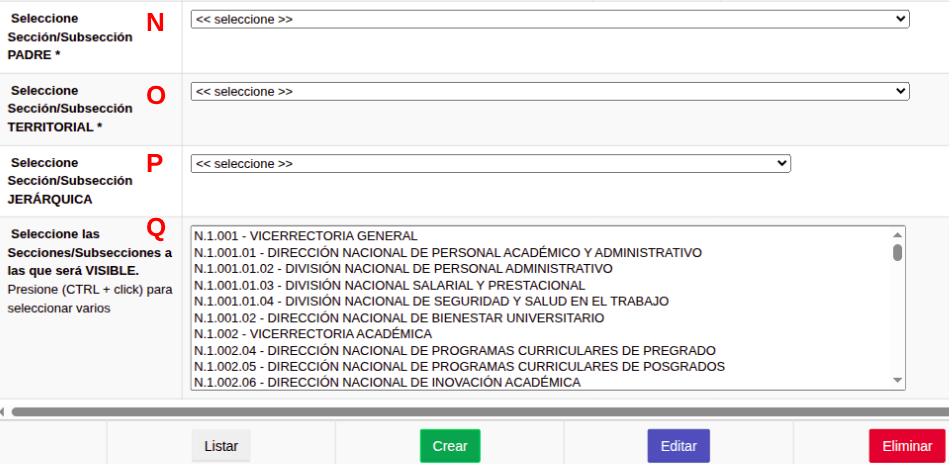 Seleccione
Sección/Subsección
PADRE *
N
<< seleccione >>
Seleccione
Sección/Subsección
TERRITORIAL *
O
<< seleccione >>
Seleccione
Sección/Subsección
JERÁRQUICA
P
<< seleccione >>
Q
Seleccione las
Secciones/Subsecciones a
las que será VISIBLE.
Presione (CTRL + click) para
seleccionar varios
N.1.001 - VICERRECTORIA GENERAL
N.1.001.01 - DIRECCIÓN NACIONAL DE PERSONAL ACADÉMICO Y ADMINISTRATIVO
N.1.001.01.02 - DIVISIÓN NACIONAL DE PERSONAL ADMINISTRATIVO
N.1.001.01.03 - DIVISIÓN NACIONAL SALARIAL Y PRESTACIONAL
N.1.001.01.04 - DIVISIÓN NACIONAL DE SEGURIDAD Y SALUD EN EL TRABAJO
N.1.001.02 - DIRECCIÓN NACIONAL DE BIENESTAR UNIVERSITARIO
N.1.002 - VICERRECTORIA ACADÉMICA
N.1.002.04 - DIRECCIÓN NACIONAL DE PROGRAMAS CURRICULARES DE PREGRADO
N.1.002.05 - DIRECCIÓN NACIONAL DE PROGRAMAS CURRICULARES DE POSGRADOS
N.1.002.06 - DIRECCIÓN NACIONAL DE INOVACIÓN ACADÉMICA
Listar
Crear
Editar
Eliminar